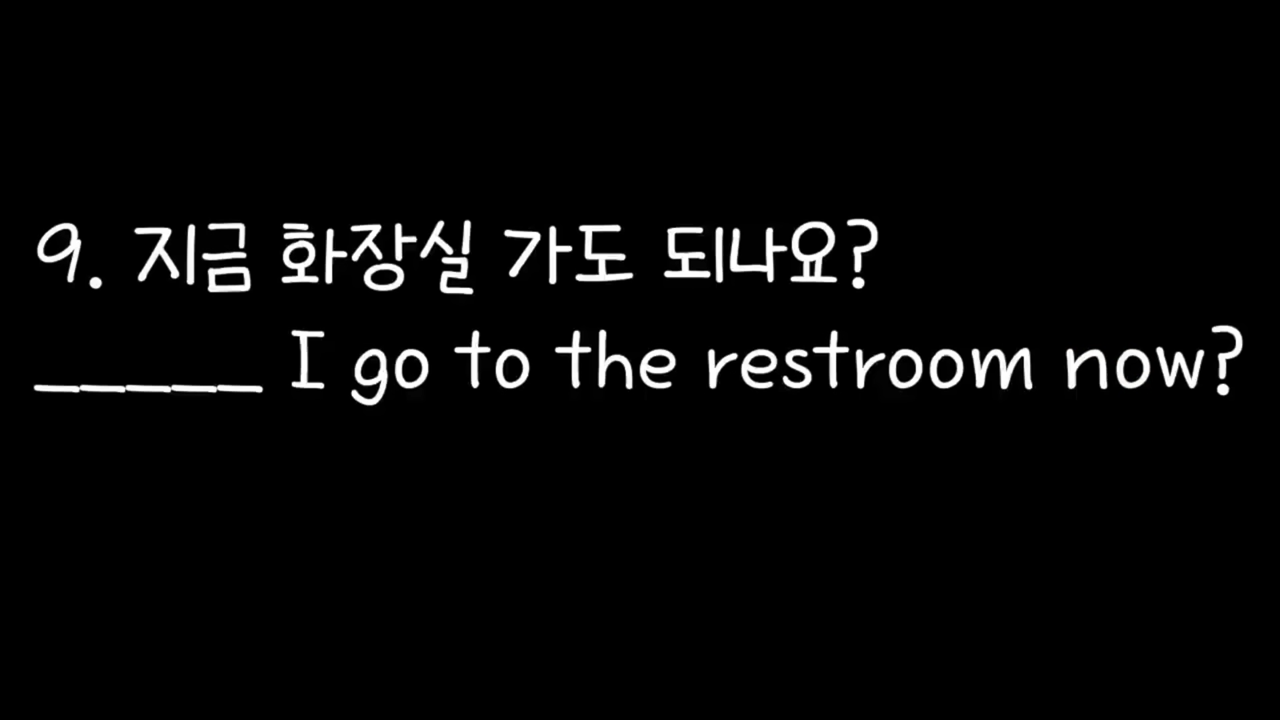 9. 지금 화장실 가도 되나요?
_____ I go to the restroom now?